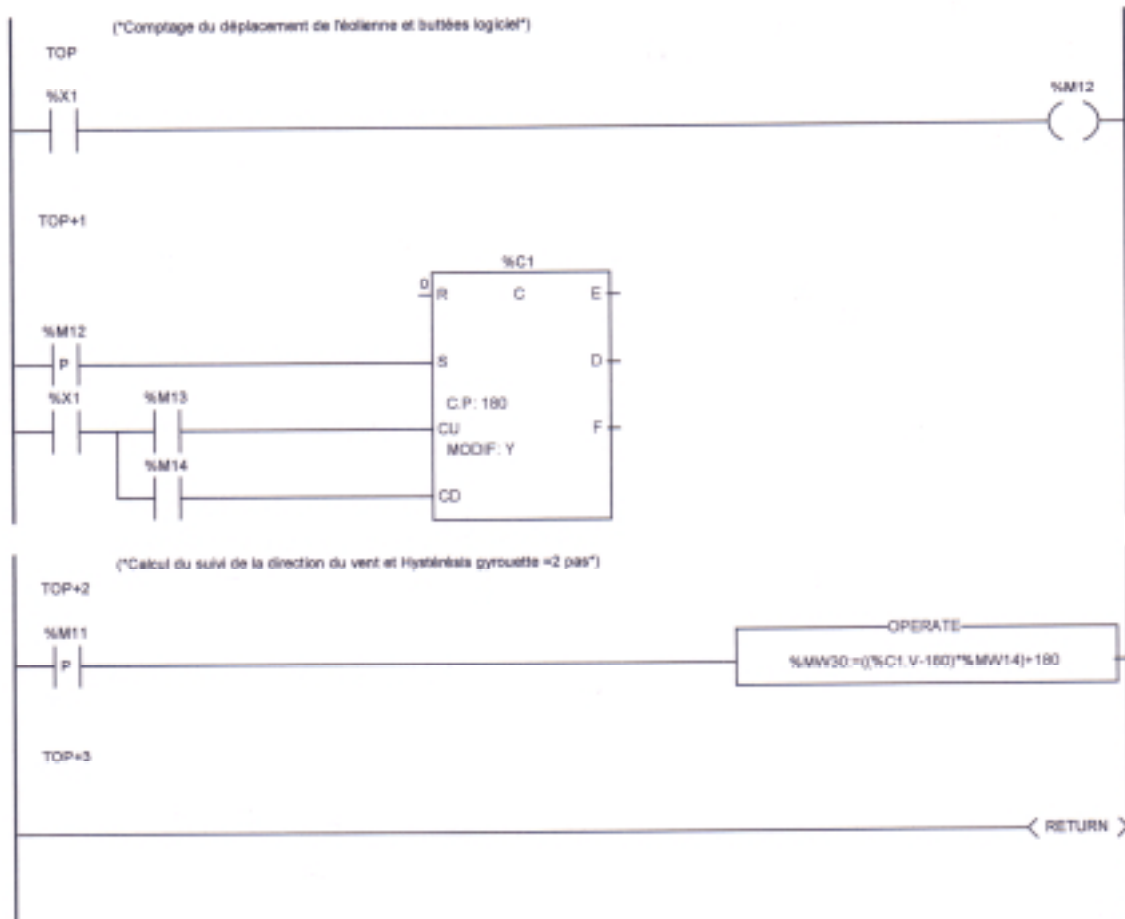 ("Comptage du déplacement de l'éolienne et buttées logiciel")
TOP
%X1
%M12
TOP+1
%C1
0
R C E
%M12
P
S D
%X1 %M13
C.P: 180
CU F
MODIF: Y
%M14
CD
("Calcul du suivi de la direction du vent et Hystérésis gyrouette =2 pas")
TOP+2
%M11
P
OPERATE
%MW30:=((%C1.V-180)*%MW14)+180
TOP+3
RETURN